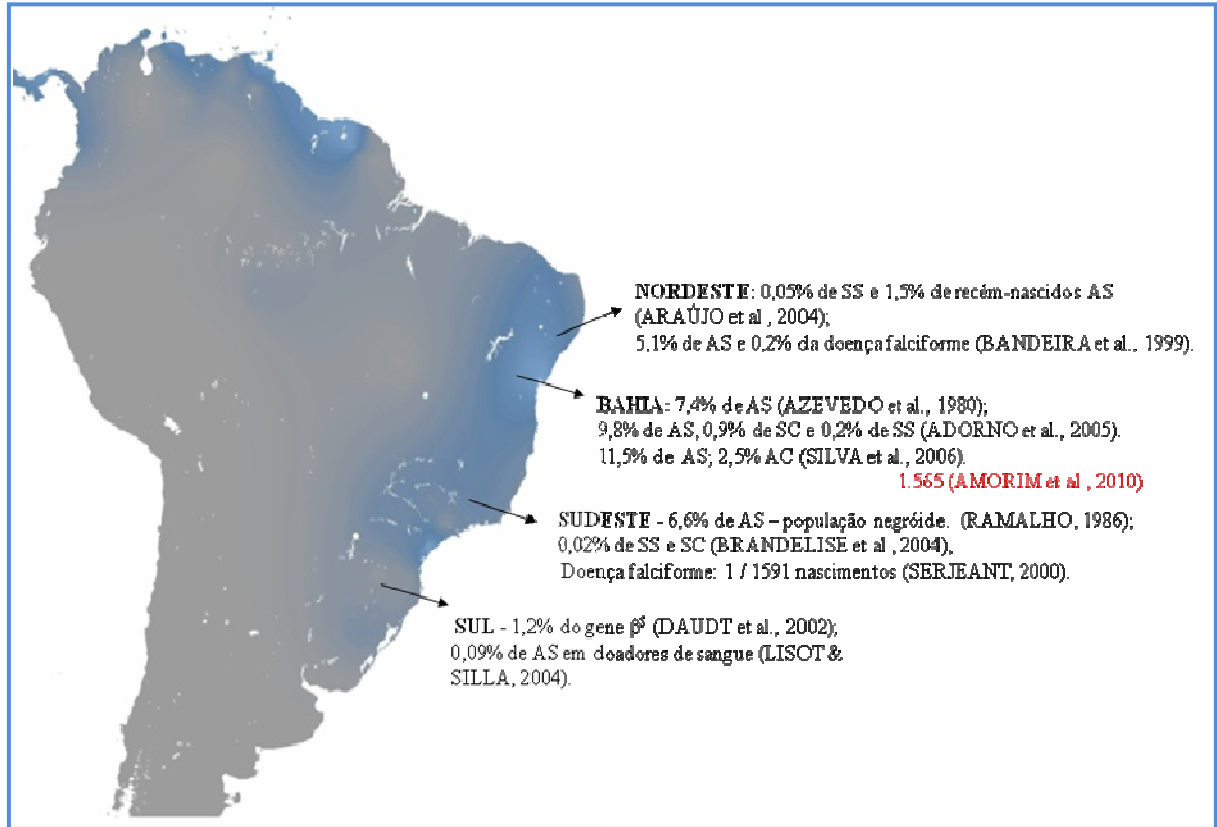 NORDESTE: 0,05% de SS e 1,5% de recém-nascidos AS
(ARAÚJO et al , 2004);
5,1% de AS e 0,2% da doença falciforme (BANDEIRA et al., 1999).
BAHIA: 7,4% de AS (AZEVEDO et al., 1980);
9,8% de AS, 0,9% de SC e 0,2% de SS (ADORNO et al., 2005).
11,5% de AS; 2,5% AC (SILVA et al., 2006).
1.565 (AMORIM et al , 2010)
SUDESTE - 6,6% de AS – população negróide. (RAMALHO, 1986);
0,02% de SS e SC (BRANDELISE et al , 2004),
Doença falciforme: 1 / 1591 nascimentos (SERJEANT, 2000).
SUL - 1,2% do gene βˢ (DAUDT et al., 2002);
0,09% de AS em doadores de sangue (LISOT &
SILLA, 2004).